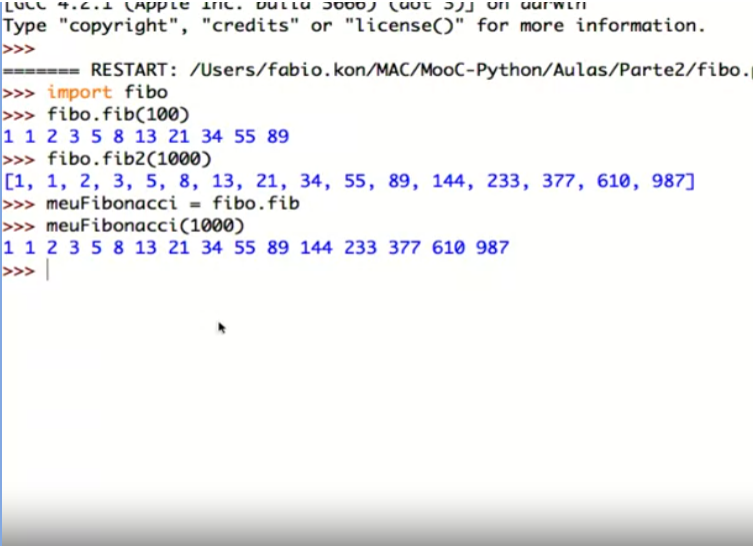 [GCC 4.2.1 (Apple Inc. build 5666) (dot 3)] on darwin
Type "copyright", "credits" or "license()" for more information.
>>>
======= RESTART: /Users/fabio.kon/MAC/MooC-Python/Aulas/Parte2/fibo.
>>> import fibo
>>> fibo.fib(100)
1 1 2 3 5 8 13 21 34 55 89
>>> fibo.fib2(1000)
[1, 1, 2, 3, 5, 8, 13, 21, 34, 55, 89, 144, 233, 377, 610, 987]
>>> meuFibonacci = fibo.fib
>>> meuFibonacci(1000)
1 1 2 3 5 8 13 21 34 55 89 144 233 377 610 987
>>>